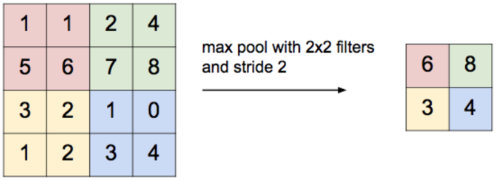 1 1 2 4
5 6 7 8
3 2 1 0
1 2 3 4
max pool with 2x2 filters
and stride 2
6 8
3 4